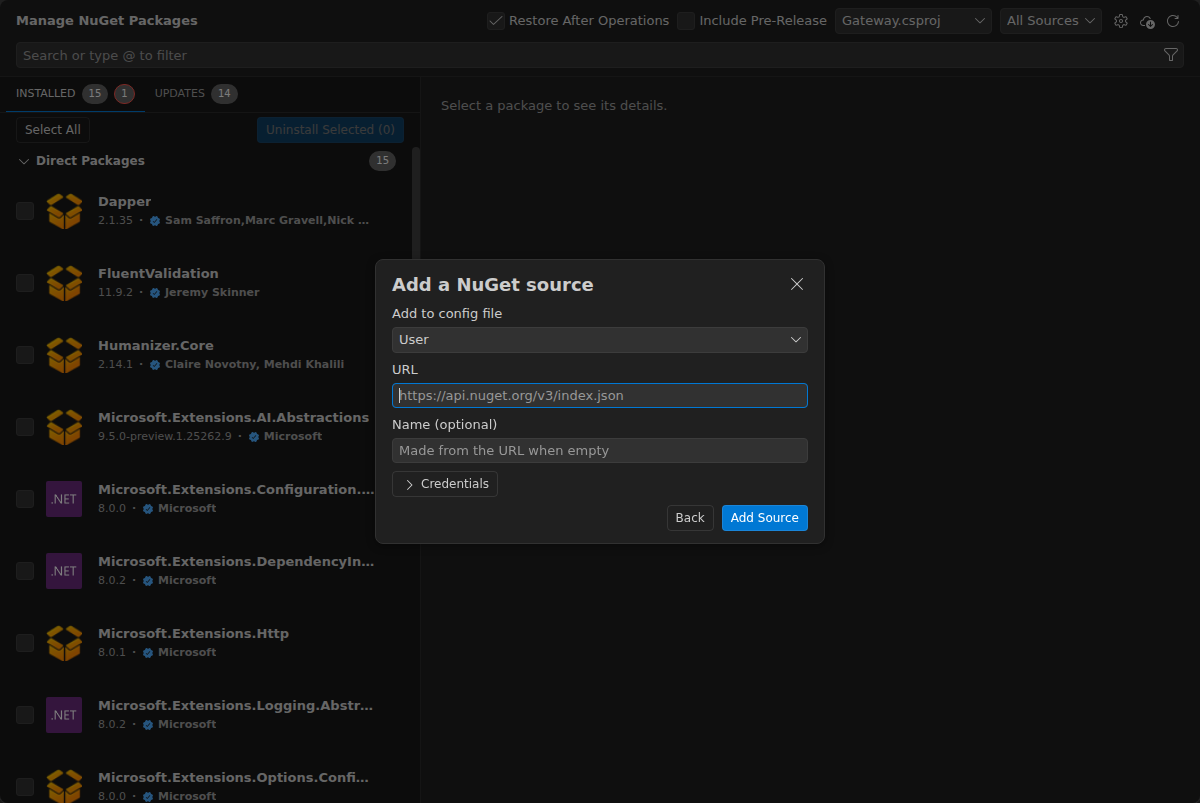 Manage NuGet Packages
Restore After Operations
Include Pre-Release
Gateway.csproj
All Sources
Search or type @ to filter
INSTALLED 15 1 UPDATES 14
Select a package to see its details.
Select All
Uninstall Selected (0)
Direct Packages 15
Dapper
2.1.35 · Sam Saffron,Marc Gravell,Nick ...
FluentValidation
11.9.2 · Jeremy Skinner
Humanizer.Core
2.14.1 · Claire Novotny, Mehdi Khalili
Microsoft.Extensions.AI.Abstractions
9.5.0-preview.1.25262.9 · Microsoft
.NET
Microsoft.Extensions.Configuration....
8.0.0 · Microsoft
.NET
Microsoft.Extensions.DependencyIn...
8.0.2 · Microsoft
Microsoft.Extensions.Http
8.0.1 · Microsoft
.NET
Microsoft.Extensions.Logging.Abstr...
8.0.2 · Microsoft
Microsoft.Extensions.Options.Confi...
8.0.0 · Microsoft
Add a NuGet source
Add to config file
User
URL
https://api.nuget.org/v3/index.json
Name (optional)
Made from the URL when empty
Credentials
Back
Add Source